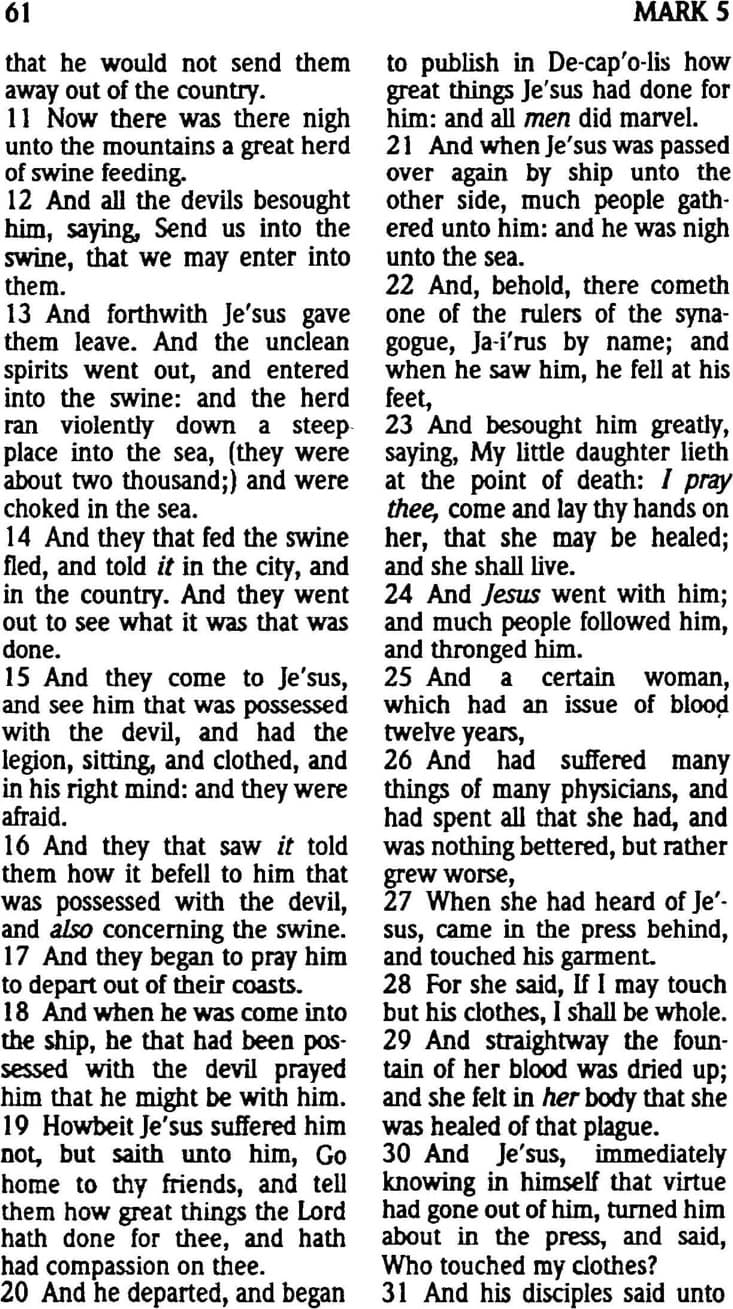 61
MARK 5
that he would not send them
away out of the country.
11 Now there was there nigh
unto the mountains a great herd
of swine feeding.
12 And all the devils besought
him, saying, Send us into the
swine, that we may enter into
them.
13 And forthwith Je'sus gave
them leave. And the unclean
spirits went out, and entered
into the swine: and the herd
ran violently down a steep
place into the sea, (they were
about two thousand;) and were
choked in the sea.
14 And they that fed the swine
fled, and told it in the city, and
in the country. And they went
out to see what it was that was
done.
15 And they come to Je'sus,
and see him that was possessed
with the devil, and had the
legion, sitting, and clothed, and
in his right mind: and they were
afraid.
16 And they that saw it told
them how it befell to him that
was possessed with the devil,
and also concerning the swine.
17 And they began to pray him
to depart out of their coasts.
18 And when he was come into
the ship, he that had been pos-
sessed with the devil prayed
him that he might be with him.
19 Howbeit Je'sus suffered him
not, but saith unto him, Go
home to thy friends, and tell
them how great things the Lord
hath done for thee, and hath
had compassion on thee.
20 And he departed, and began
to publish in De-cap'o-lis how
great things Je'sus had done for
him: and all men did marvel.
21 And when Je'sus was passed
over again by ship unto the
other side, much people gath-
ered unto him: and he was nigh
unto the sea.
22 And, behold, there cometh
one of the rulers of the syna-
gogue, Ja-i'rus by name; and
when he saw him, he fell at his
feet,
23 And besought him greatly,
saying, My little daughter lieth
at the point of death: I pray
thee, come and lay thy hands on
her, that she may be healed;
and she shall live.
24 And Jesus went with him;
and much people followed him,
and thronged him.
25 And a certain woman,
which had an issue of blood
twelve years,
26 And had suffered many
things of many physicians, and
had spent all that she had, and
was nothing bettered, but rather
grew worse,
27 When she had heard of Je'-
sus, came in the press behind,
and touched his garment.
28 For she said, If I may touch
but his clothes, I shall be whole.
29 And straightway the foun-
tain of her blood was dried up;
and she felt in her body that she
was healed of that plague.
30 And Je'sus, immediately
knowing in himself that virtue
had gone out of him, turned him
about in the press, and said,
Who touched my clothes?
31 And his disciples said unto